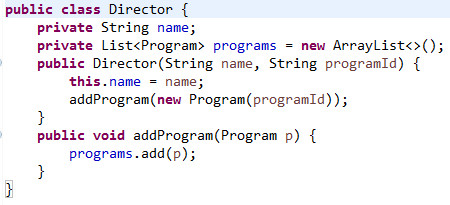 public class Director {
    private String name;
    private List<Program> programs = new ArrayList<>();
    public Director(String name, String programId) {
        this.name = name;
        addProgram(new Program(programId));
    }
    public void addProgram(Program p) {
        programs.add(p);
    }
}